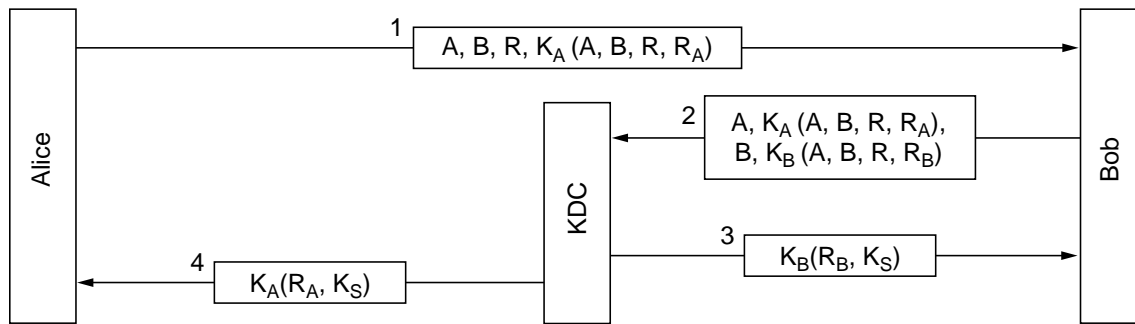 Alice
1
A, B, R, K_A (A, B, R, R_A)
Bob
2
A, K_A (A, B, R, R_A),
B, K_B (A, B, R, R_B)
KDC
3
K_B(R_B, K_S)
4
K_A(R_A, K_S)